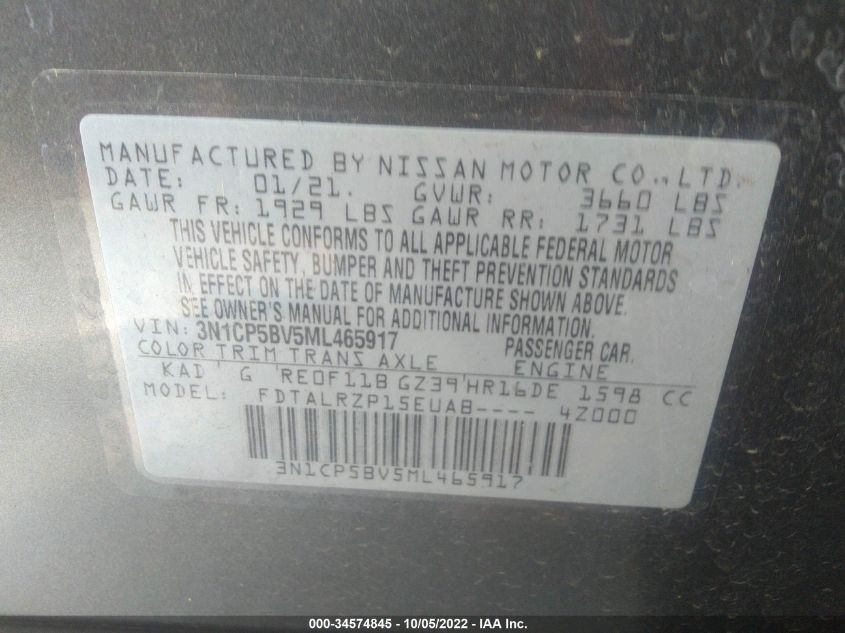 MANUFACTURED BY NISSAN MOTOR CO., LTD.
DATE: 01/21. GVWR: 3660 LBS
GAWR FR: 1929 LBS GAWR RR: 1731 LBS
THIS VEHICLE CONFORMS TO ALL APPLICABLE FEDERAL MOTOR
VEHICLE SAFETY, BUMPER AND THEFT PREVENTION STANDARDS
IN EFFECT ON THE DATE OF MANUFACTURE SHOWN ABOVE.
SEE OWNER'S MANUAL FOR ADDITIONAL INFORMATION.
VIN: 3N1CP5BV5ML465917 PASSENGER CAR.
COLOR TRIM TRANS AXLE ENGINE
KAD G RE0F11B GZ39 HR16DE 1598 CC
MODEL: FDTALRZP15EUAB---- 4Z000
3N1CP5BV5ML465917
000-34574845 - 10/05/2022 - IAA Inc.